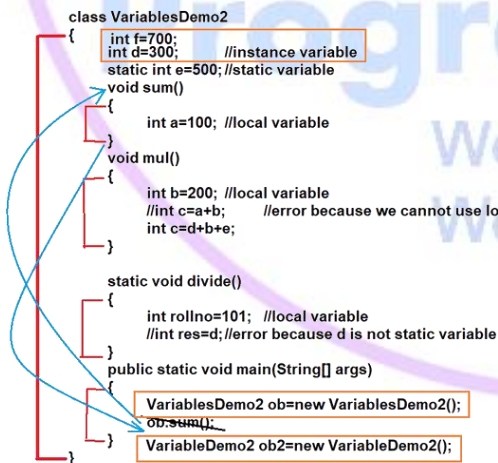 Progr
We
We
class VariablesDemo2
{
int f=700;
int d=300; //instance variable
static int e=500;//static variable
void sum()
{
int a=100; //local variable
}
void mul()
{
int b=200; //local variable
//int c=a+b; //error because we cannot use lo
int c=d+b+e;
}
static void divide()
{
int rollno=101; //local variable
//int res=d;//error because d is not static variable
}
public static void main(String[] args)
{
VariablesDemo2 ob=new VariablesDemo2();
ob.sum();
VariableDemo2 ob2=new VariableDemo2();
}
}